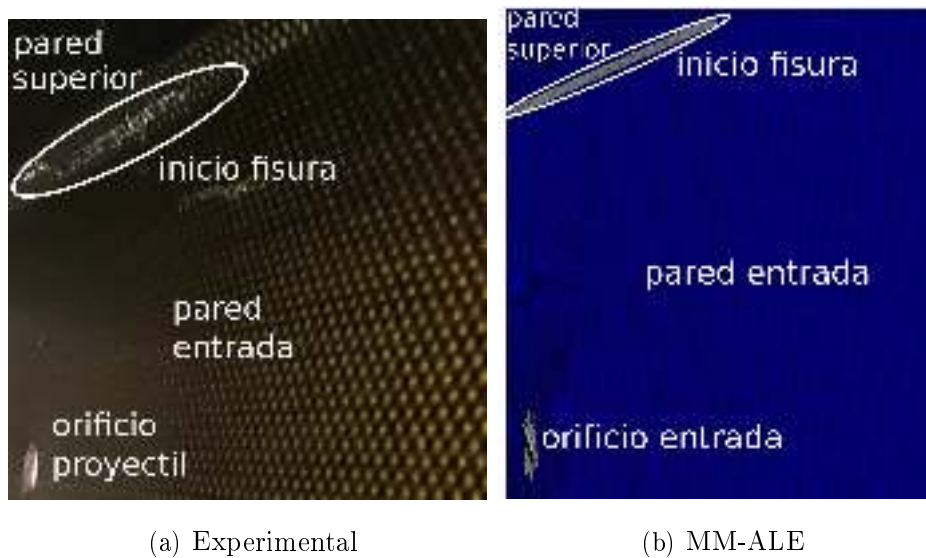 pared
superior
inicio fisura
pared
entrada
orificio
proyectil
(a) Experimental
pared
superior
inicio fisura
pared entrada
orificio entrada
(b) MM-ALE